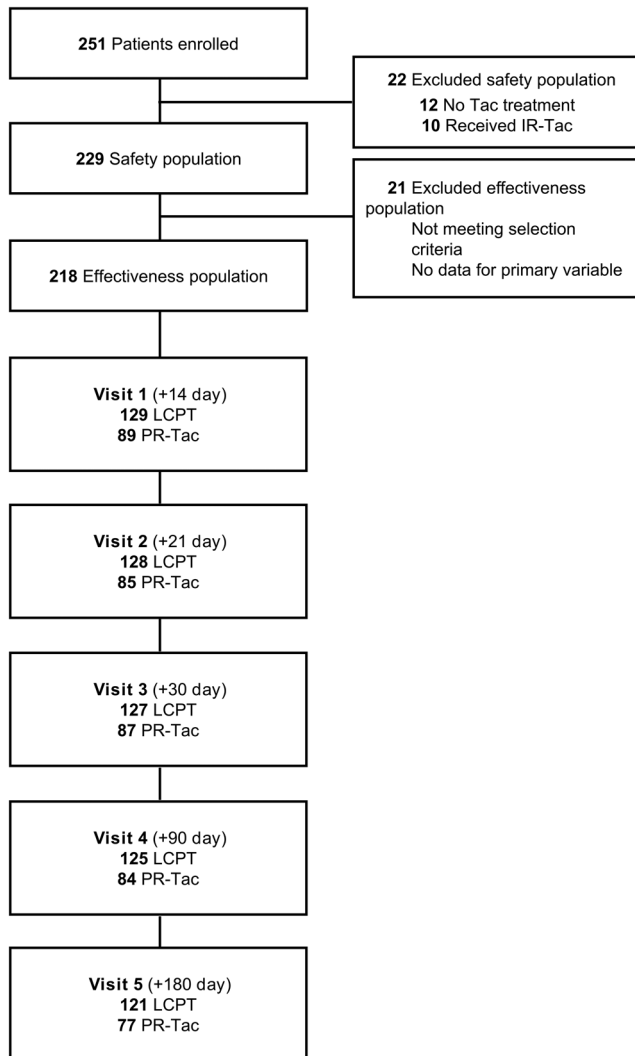 251 Patients enrolled
22 Excluded safety population
12 No Tac treatment
10 Received IR-Tac
229 Safety population
21 Excluded effectiveness
population
Not meeting selection
criteria
No data for primary variable
218 Effectiveness population
Visit 1 (+14 day)
129 LCPT
89 PR-Tac
Visit 2 (+21 day)
128 LCPT
85 PR-Tac
Visit 3 (+30 day)
127 LCPT
87 PR-Tac
Visit 4 (+90 day)
125 LCPT
84 PR-Tac
Visit 5 (+180 day)
121 LCPT
77 PR-Tac